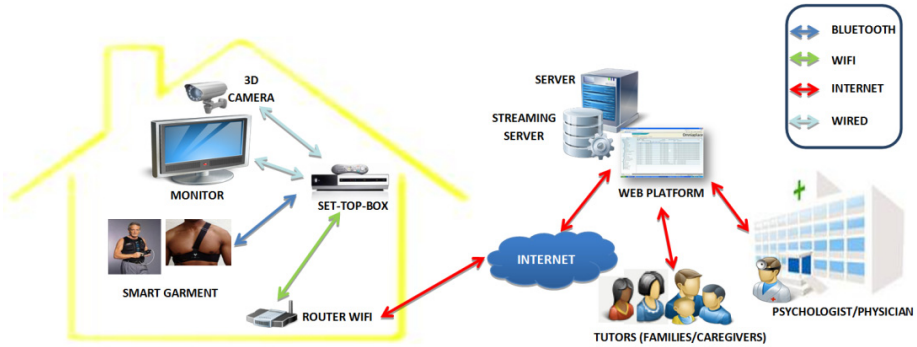 3D
CAMERA
MONITOR
SET-TOP-BOX
SMART GARMENT
ROUTER WIFI
INTERNET
SERVER
STREAMING
SERVER
WEB PLATFORM
TUTORS (FAMILIES/CAREGIVERS)
PSYCHOLOGIST/PHYSICIAN
BLUETOOTH
WIFI
INTERNET
WIRED